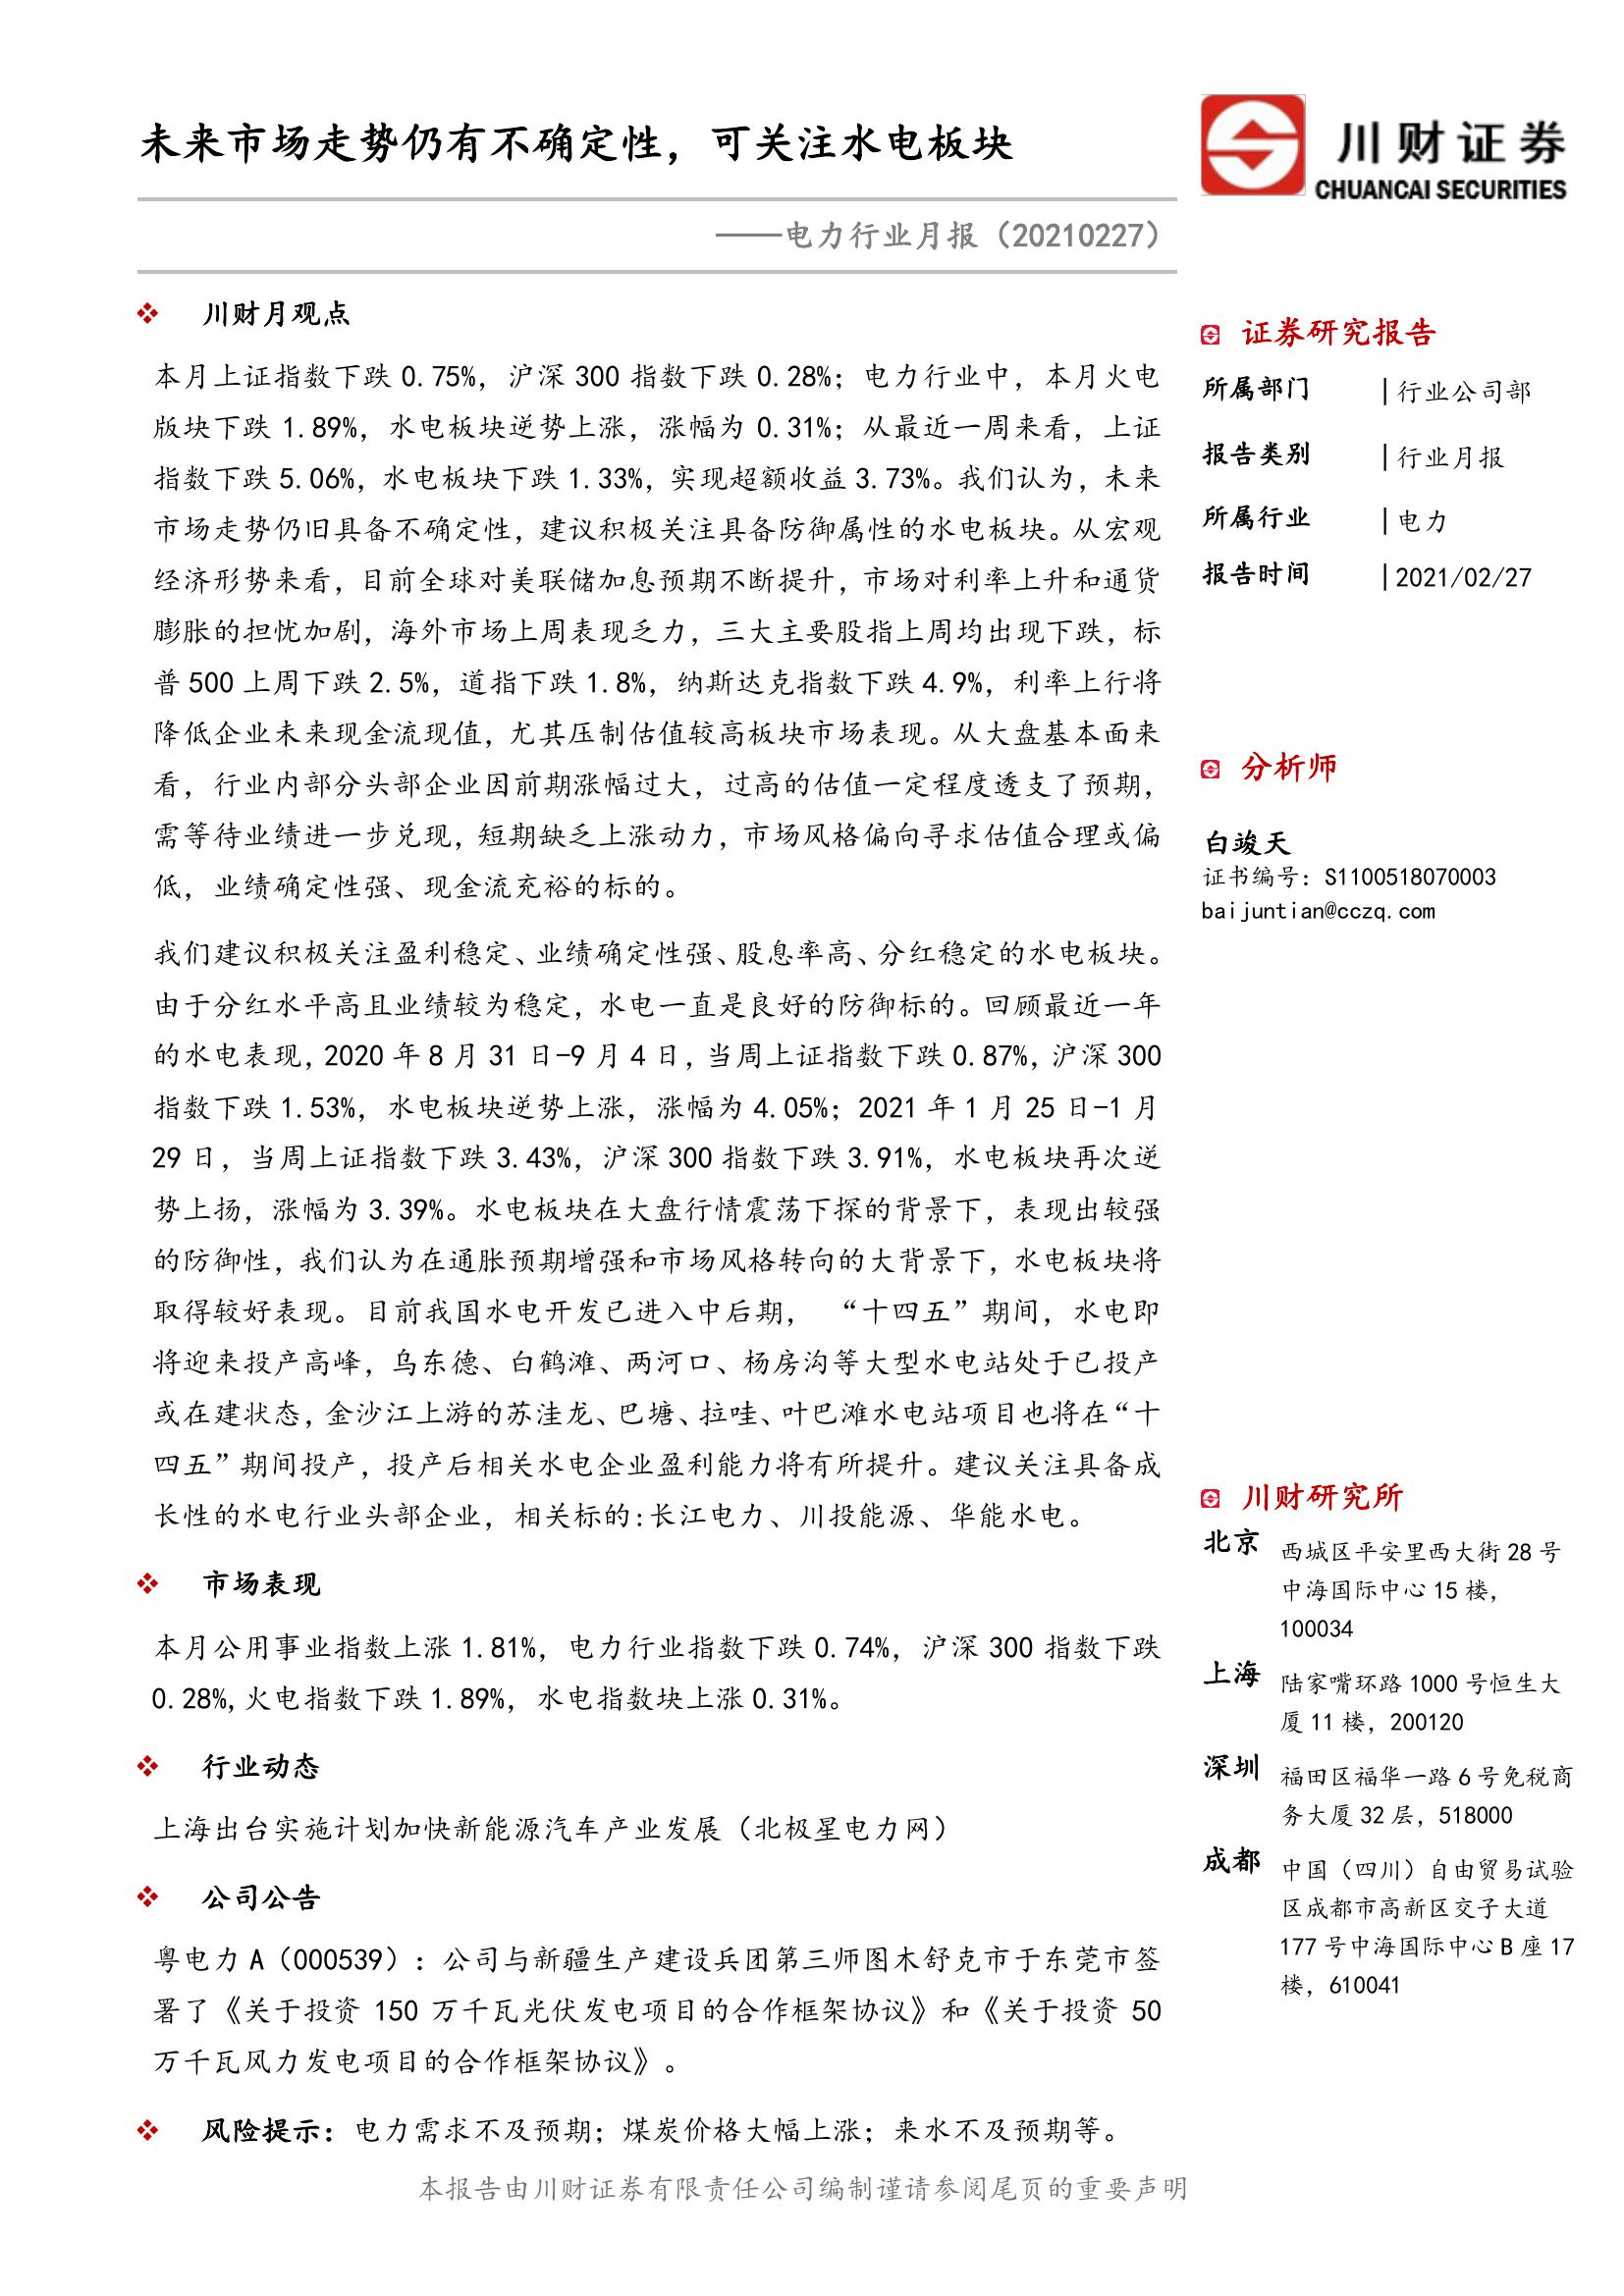 未来市场走势仍有不确定性，可关注水电板块
——电力行业月报（20210227）
川财证券
CHUANCAI SECURITIES
川财月观点
本月上证指数下跌 0.75%，沪深 300 指数下跌 0.28%；电力行业中，本月火电
版块下跌 1.89%，水电板块逆势上涨，涨幅为 0.31%；从最近一周来看，上证
指数下跌 5.06%，水电板块下跌 1.33%，实现超额收益 3.73%。我们认为，未来
市场走势仍旧具备不确定性，建议积极关注具备防御属性的水电板块。从宏观
经济形势来看，目前全球对美联储加息预期不断提升，市场对利率上升和通货
膨胀的担忧加剧，海外市场上周表现乏力，三大主要股指上周均出现下跌，标
普 500 上周下跌 2.5%，道指下跌 1.8%，纳斯达克指数下跌 4.9%，利率上行将
降低企业未来现金流现值，尤其压制估值较高板块市场表现。从大盘基本面来
看，行业内部分头部企业因前期涨幅过大，过高的估值一定程度透支了预期，
需等待业绩进一步兑现，短期缺乏上涨动力，市场风格偏向寻求估值合理或偏
低，业绩确定性强、现金流充裕的标的。
我们建议积极关注盈利稳定、业绩确定性强、股息率高、分红稳定的水电板块。
由于分红水平高且业绩较为稳定，水电一直是良好的防御标的。回顾最近一年
的水电表现，2020 年 8 月 31 日-9 月 4 日，当周上证指数下跌 0.87%，沪深 300
指数下跌 1.53%，水电板块逆势上涨，涨幅为 4.05%；2021 年 1 月 25 日-1 月
29 日，当周上证指数下跌 3.43%，沪深 300 指数下跌 3.91%，水电板块再次逆
势上扬，涨幅为 3.39%。水电板块在大盘行情震荡下探的背景下，表现出较强
的防御性，我们认为在通胀预期增强和市场风格转向的大背景下，水电板块将
取得较好表现。目前我国水电开发已进入中后期， “十四五”期间，水电即
将迎来投产高峰，乌东德、白鹤滩、两河口、杨房沟等大型水电站处于已投产
或在建状态，金沙江上游的苏洼龙、巴塘、拉哇、叶巴滩水电站项目也将在“十
四五”期间投产，投产后相关水电企业盈利能力将有所提升。建议关注具备成
长性的水电行业头部企业，相关标的:长江电力、川投能源、华能水电。
市场表现
本月公用事业指数上涨 1.81%，电力行业指数下跌 0.74%，沪深 300 指数下跌
0.28%,火电指数下跌 1.89%，水电指数块上涨 0.31%。
行业动态
上海出台实施计划加快新能源汽车产业发展（北极星电力网）
公司公告
粤电力 A（000539）：公司与新疆生产建设兵团第三师图木舒克市于东莞市签
署了《关于投资 150 万千瓦光伏发电项目的合作框架协议》和《关于投资 50
万千瓦风力发电项目的合作框架协议》。
风险提示：电力需求不及预期；煤炭价格大幅上涨；来水不及预期等。
证券研究报告
所属部门 | 行业公司部
报告类别 | 行业月报
所属行业 | 电力
报告时间 | 2021/02/27
分析师
白竣天
证书编号：S1100518070003
baijuntian@cczq.com
川财研究所
北京 西城区平安里西大街 28 号
中海国际中心 15 楼，
100034
上海 陆家嘴环路 1000 号恒生大
厦 11 楼，200120
深圳 福田区福华一路 6 号免税商
务大厦 32 层，518000
成都 中国（四川）自由贸易试验
区成都市高新区交子大道
177 号中海国际中心 B 座 17
楼，610041
本报告由川财证券有限责任公司编制谨请参阅尾页的重要声明